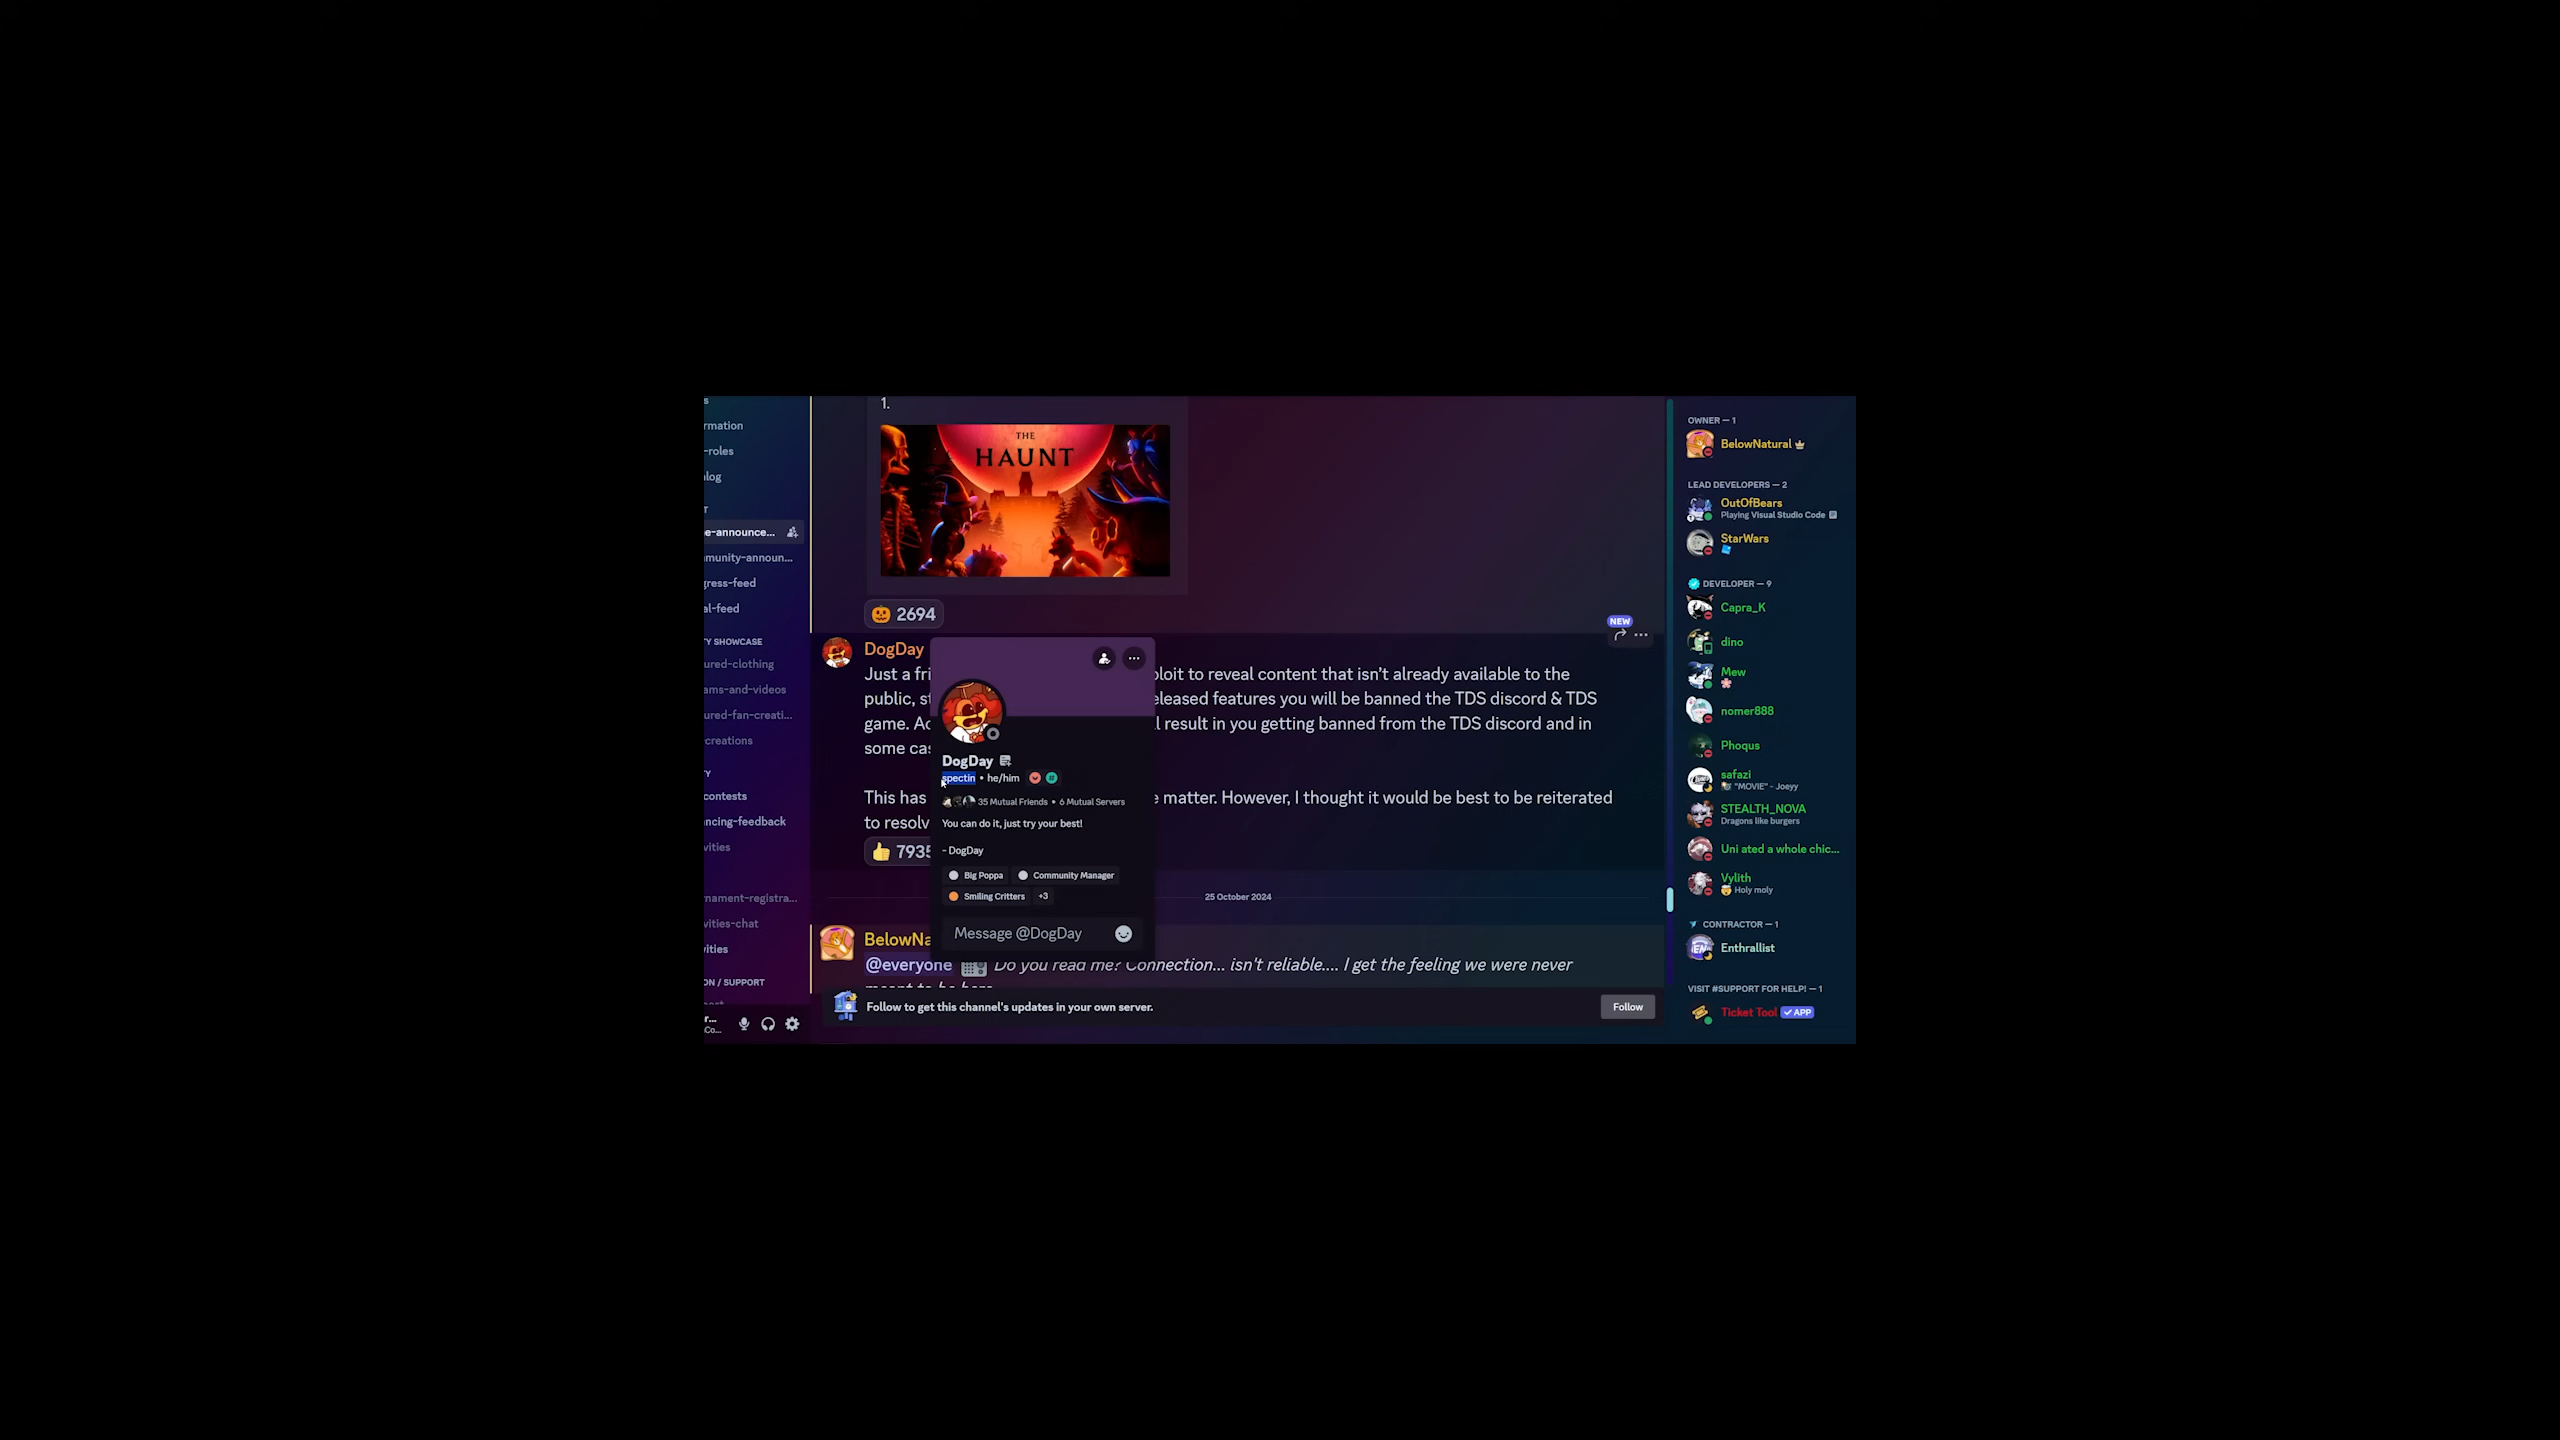 s
rmation
-roles
log
T
e-announce...
munity-announ...
gress-feed
al-feed
Y SHOWCASE
ured-clothing
ams-and-videos
ured-fan-creati...
-creations
Y
contests
ncing-feedback
vities
rnament-registra...
vities-chat
vities
ON / SUPPORT
r...
Co...
1.
THE
HAUNT
2694
NEW
DogDay
Just a fri
ploit to reveal content that isn't already available to the
public, st
eleased features you will be banned the TDS discord & TDS
game. Ac
l result in you getting banned from the TDS discord and in
some cas
This has
e matter. However, I thought it would be best to be reiterated
to resolv
7935
DogDay
spectin • he/him
35 Mutual Friends • 6 Mutual Servers
You can do it, just try your best!
- DogDay
Big Poppa
Community Manager
Smiling Critters
+3
Message @DogDay
25 October 2024
BelowNa
@everyone Do you read me? Connection... isn't reliable.... I get the feeling we were never
meant to be here
Follow to get this channel's updates in your own server.
Follow
OWNER — 1
BelowNatural
LEAD DEVELOPERS — 2
OutOfBears
Playing Visual Studio Code
StarWars
DEVELOPER — 9
Capra_K
dino
Mew
nomer888
Phoqus
safazi
"MOVIE" - Joeyy
STEALTH_NOVA
Dragons like burgers
Uni ated a whole chic...
Vylith
Holy moly
CONTRACTOR — 1
Enthrallist
VISIT #SUPPORT FOR HELP! — 1
Ticket Tool
APP